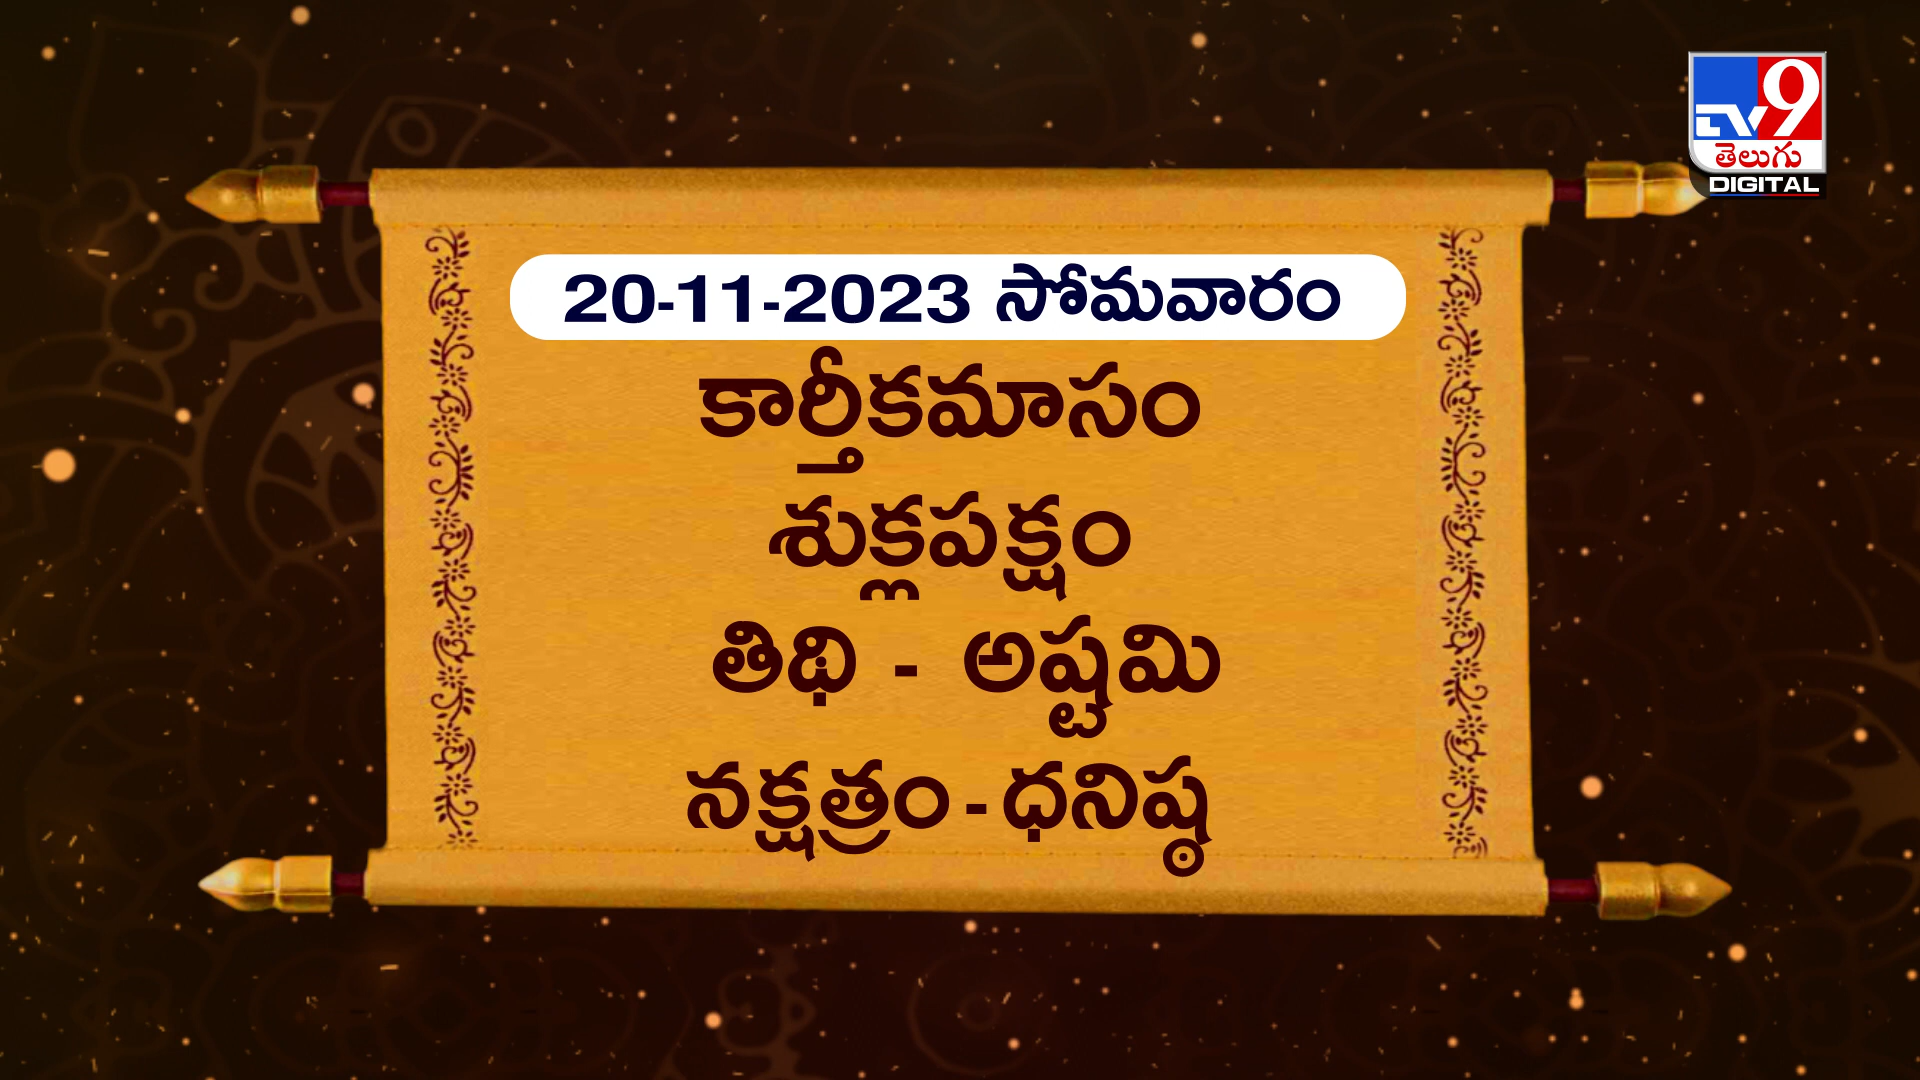 TV9
తెలుగు
DIGITAL
20-11-2023 సోమవారం
కార్తీకమాసం
శుక్లపక్షం
తిథి - అష్టమి
నక్షత్రం - ధనిష్ఠ